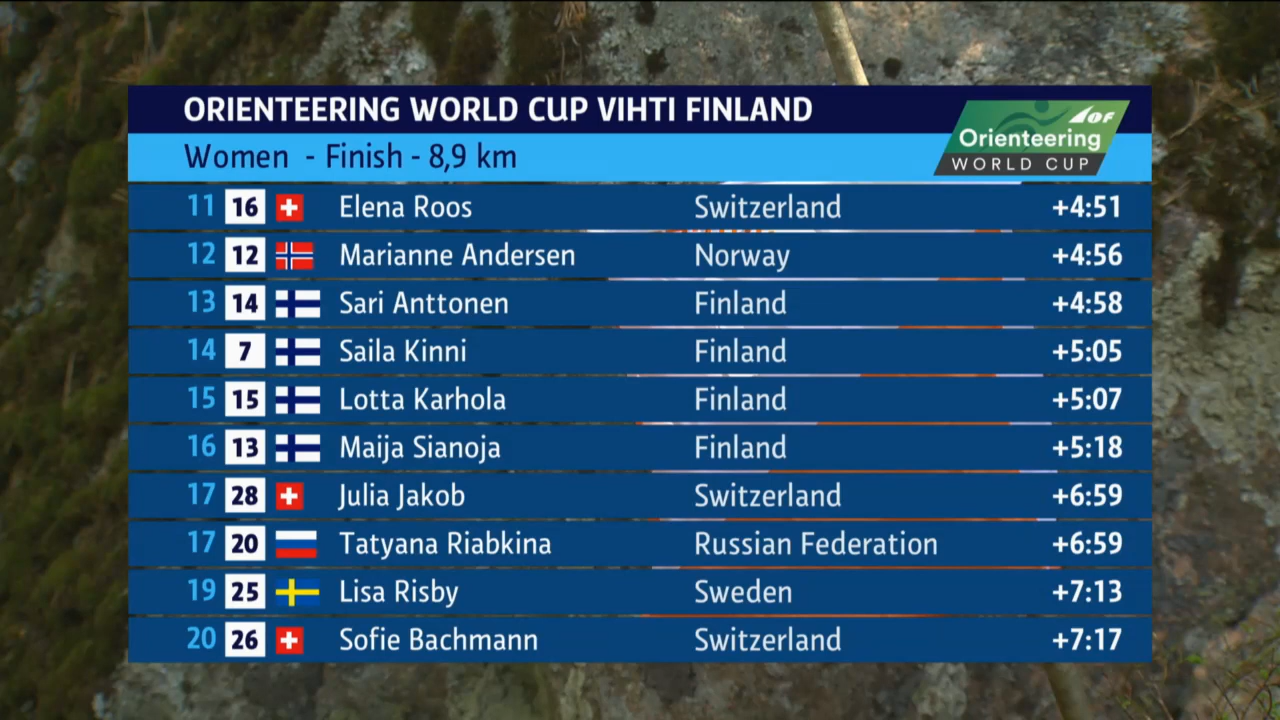 ORIENTEERING WORLD CUP VIHTI FINLAND
Women - Finish - 8,9 km
IOF
Orienteering
WORLD CUP
11 16 Elena Roos Switzerland +4:51
12 12 Marianne Andersen Norway +4:56
13 14 Sari Anttonen Finland +4:58
14 7 Saila Kinni Finland +5:05
15 15 Lotta Karhola Finland +5:07
16 13 Maija Sianoja Finland +5:18
17 28 Julia Jakob Switzerland +6:59
17 20 Tatyana Riabkina Russian Federation +6:59
19 25 Lisa Risby Sweden +7:13
20 26 Sofie Bachmann Switzerland +7:17